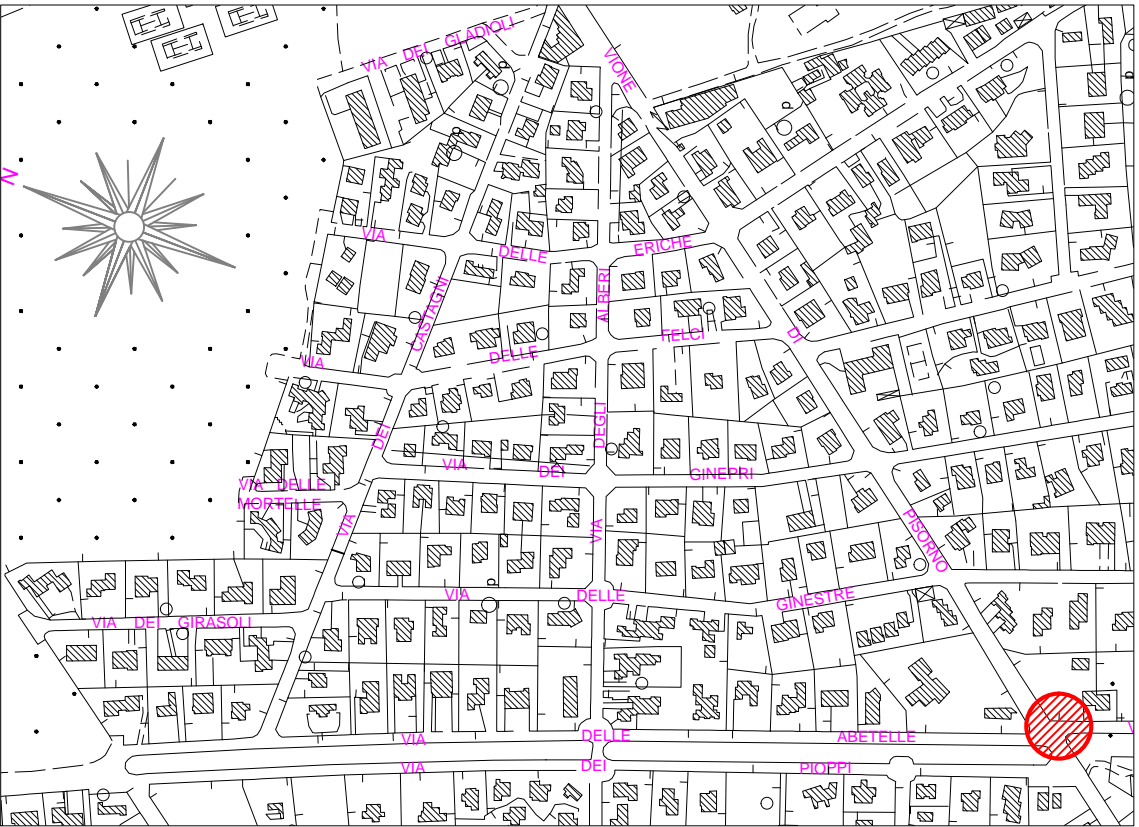 VIA DEI GLADIOLI
VIONE
p
p
p
p
N
VIA
DELLE
ERICHE
CASTAGNI
ALBERI
DI
FELCI
DELLE
VIA
DEGLI
DEI
VIA
DEI
GINEPRI
VIA DELLE
MORTELLE
VIA
VIA
PISORNO
p
VIA
DELLE
GINESTRE
VIA DEI GIRASOLI
VIA
DELLE
ABETELLE
VIA
DEI
PIOPPI